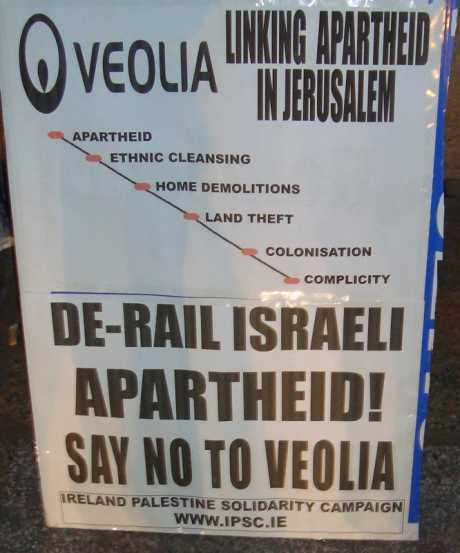 VEOLIA
LINKING APARTHEID
IN JERUSALEM
APARTHEID
ETHNIC CLEANSING
HOME DEMOLITIONS
LAND THEFT
COLONISATION
COMPLICITY
DE-RAIL ISRAELI
APARTHEID!
SAY NO TO VEOLIA
IRELAND PALESTINE SOLIDARITY CAMPAIGN
WWW.IPSC.IE